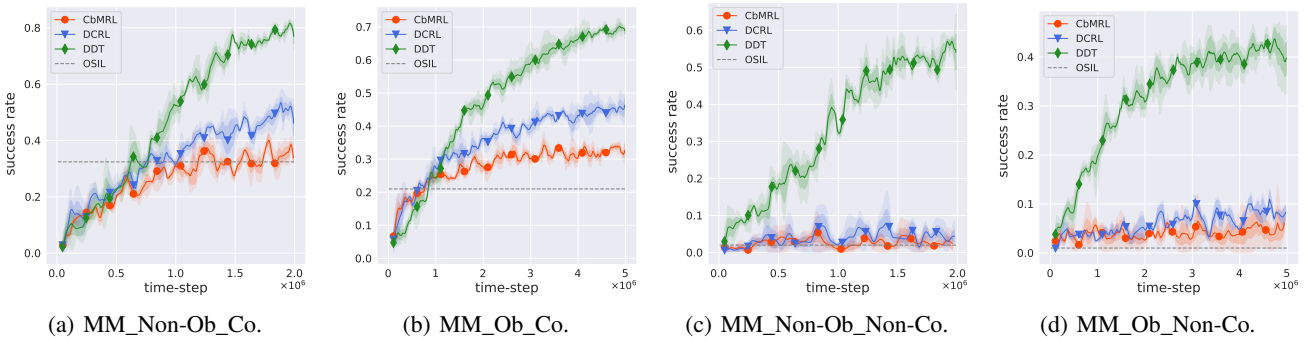 CbMRL
DCRL
DDT
OSIL
success rate
0.8
0.6
0.4
0.2
0.0
0.0 0.5 1.0 1.5 2.0
time-step ×10⁶
(a) MM_Non-Ob_Co.
CbMRL
DCRL
DDT
OSIL
success rate
0.7
0.6
0.5
0.4
0.3
0.2
0.1
0.0
0 1 2 3 4 5
time-step ×10⁶
(b) MM_Ob_Co.
CbMRL
DCRL
DDT
OSIL
success rate
0.6
0.5
0.4
0.3
0.2
0.1
0.0
0.0 0.5 1.0 1.5 2.0
time-step ×10⁶
(c) MM_Non-Ob_Non-Co.
CbMRL
DCRL
DDT
OSIL
success rate
0.4
0.3
0.2
0.1
0.0
0 1 2 3 4 5
time-step ×10⁶
(d) MM_Ob_Non-Co.